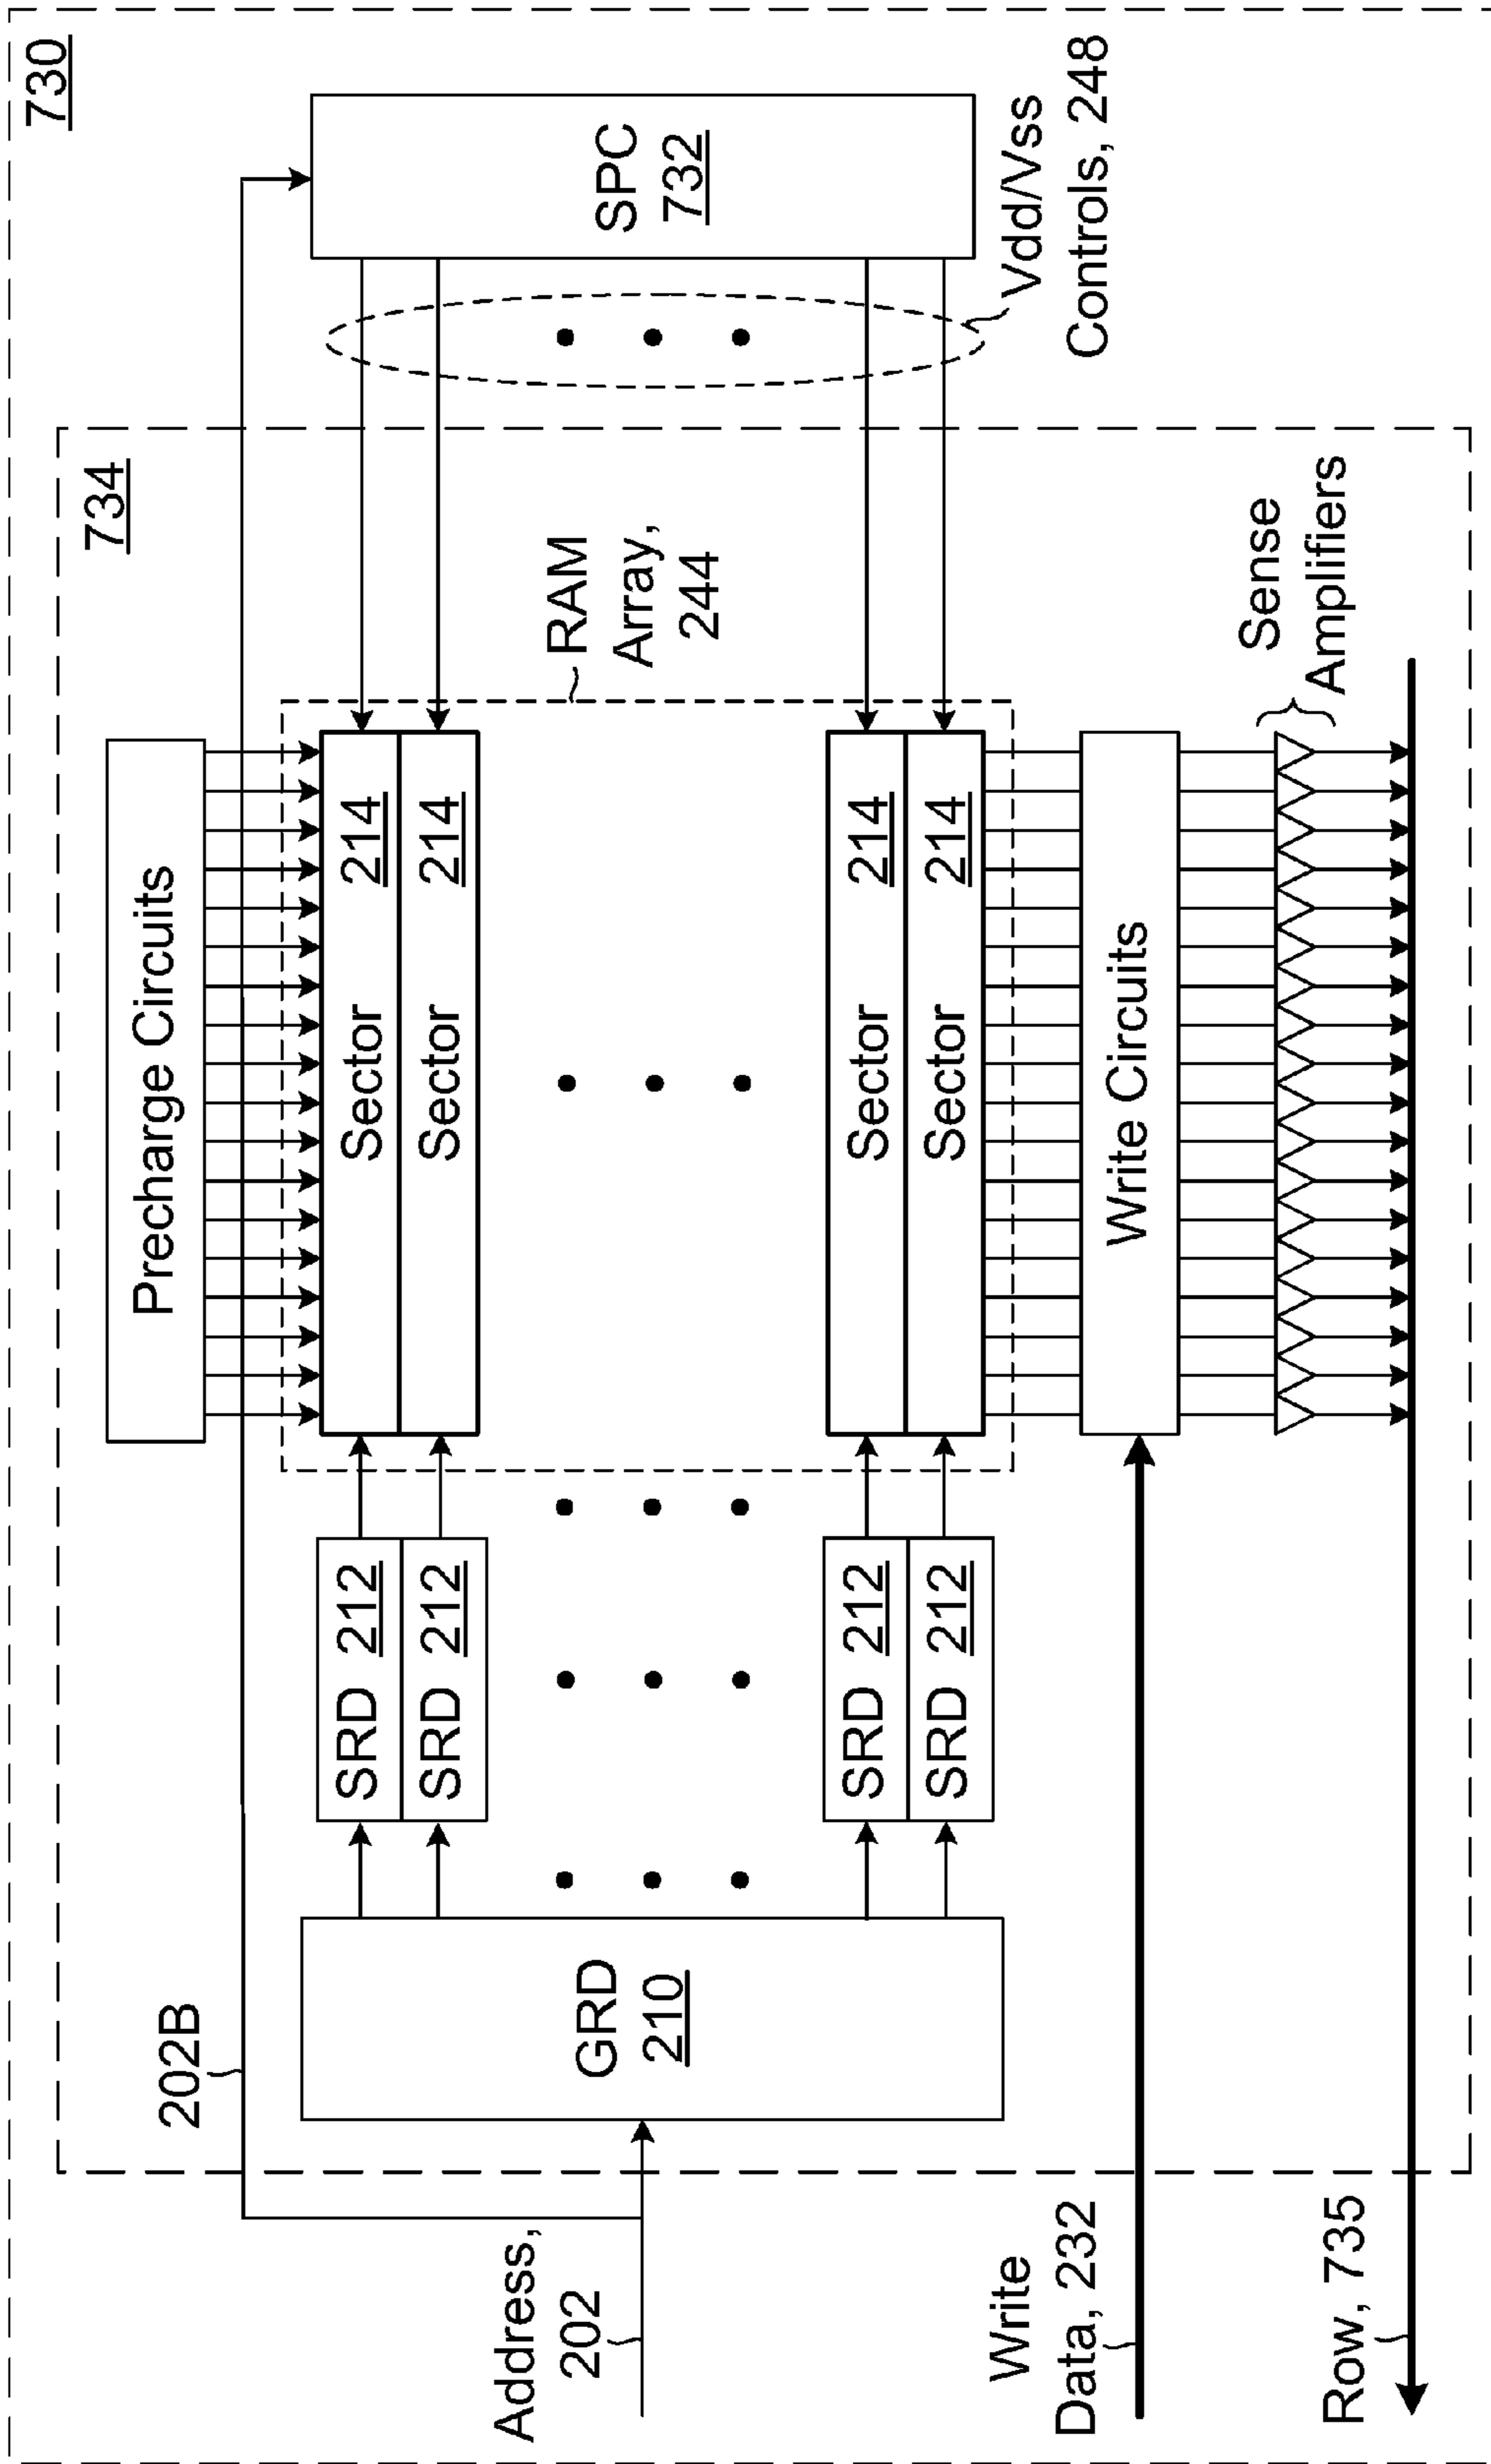 730
734
202B
Precharge Circuits
SRD 212
Sector 214
SRD 212
Sector 214
Address,
202
GRD
210
RAM
Array,
244
SPC
732
SRD 212
Sector 214
SRD 212
Sector 214
Vdd/Vss
Controls, 248
Write
Data, 232
Write Circuits
Sense
Amplifiers
Row, 735